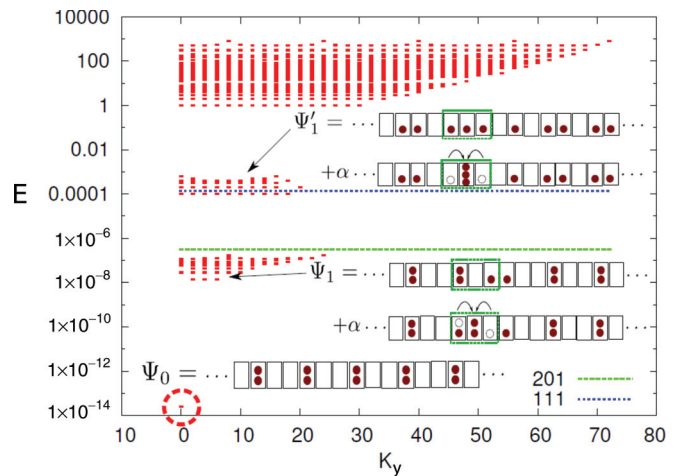 10000
100
1
0.01
0.0001
1×10⁻⁶
1×10⁻⁸
1×10⁻¹⁰
1×10⁻¹²
1×10⁻¹⁴
E
Ψ′₁ = ··· ···
+α ··· ···
Ψ₁ = ··· ···
+α ··· ···
Ψ₀ = ··· ···
201
111
10 0 10 20 30 40 50 60 70 80
K_y